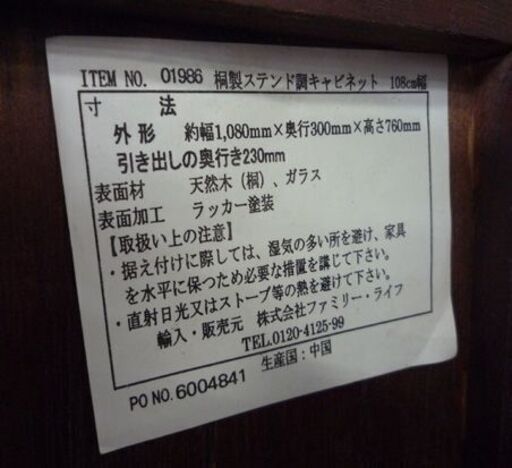 ITEM NO. 01986 桐製ステンド調キャビネット 108cm幅
寸 法
外形 約幅1,080mm×奥行300mm×高さ760mm
引き出しの奥行き230mm
表面材 天然木（桐）、ガラス
表面加工 ラッカー塗装
【取扱い上の注意】
・据え付けに際しては、湿気の多い所を避け、家具
を水平に保つため必要な措置を講じて下さい。
・直射日光又はストーブ等の熱を避けて下さい。
輸入・販売元 株式会社ファミリー・ライフ
TEL.0120-4125-99
生産国：中国
PO NO. 6004841